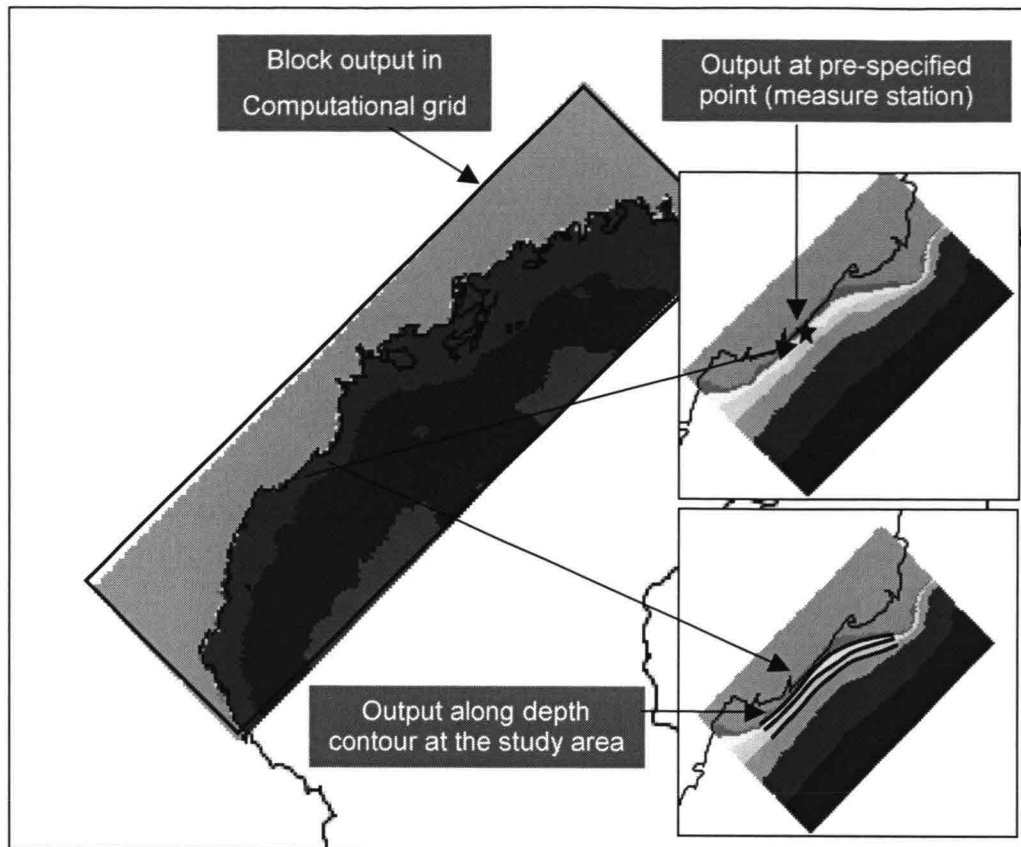 Block output in
Computational grid
Output at pre-specified
point (measure station)
Output along depth
contour at the study area